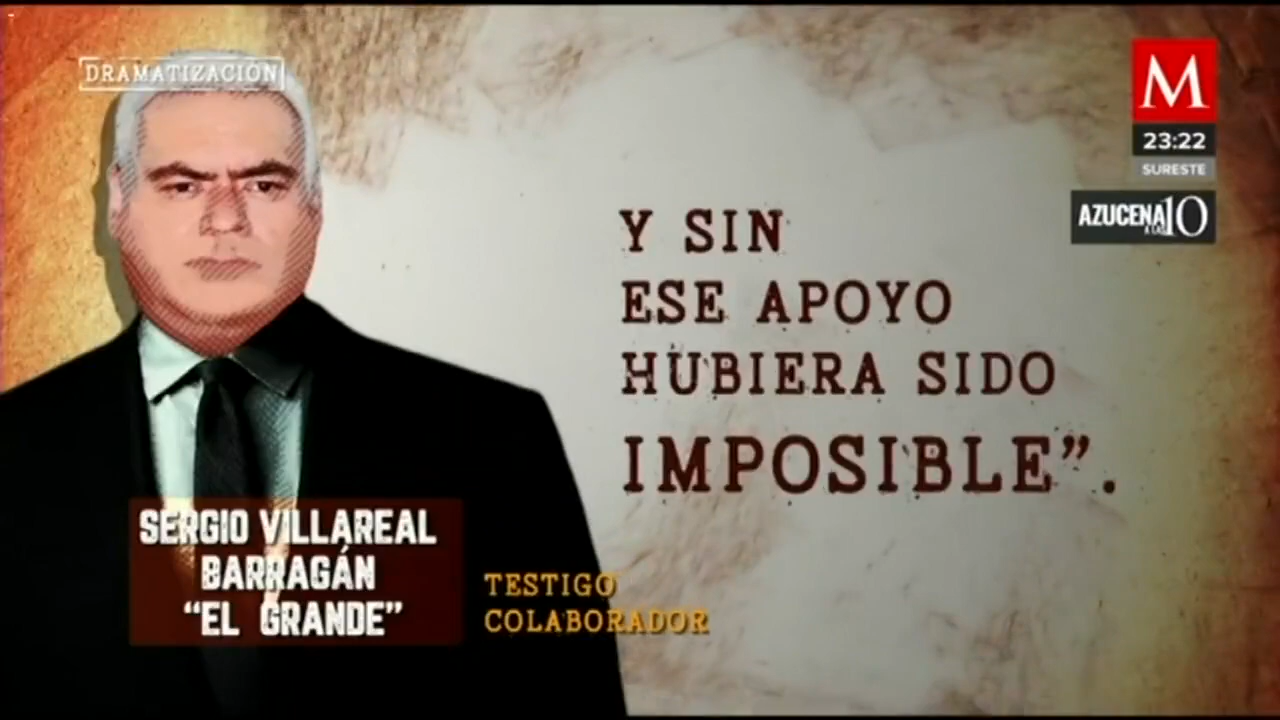 DRAMATIZACIÓN
M
23:22
SURESTE
AZUCENA
A LAS 10
Y SIN
ESE APOYO
HUBIERA SIDO
IMPOSIBLE”.
SERGIO VILLAREAL
BARRAGÁN
“EL GRANDE”
TESTIGO
COLABORADOR